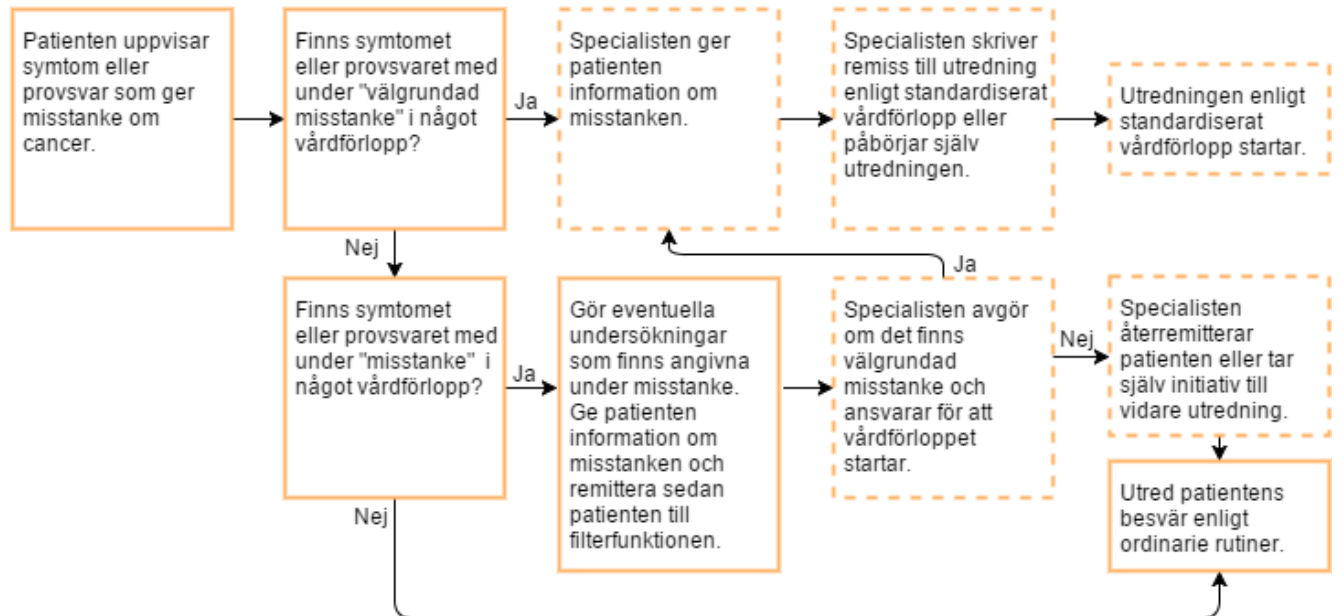 Patienten uppvisar
symtom eller
provsvar som ger
misstanke om
cancer.
Finns symtomet
eller provsvaret med
under "välgrundad
misstanke" i något
vårdförlopp?
Ja
Specialisten ger
patienten
information om
misstanken.
Specialisten skriver
remiss till utredning
enligt standardiserat
vårdförlopp eller
påbörjar själv
utredningen.
Utredningen enligt
standardiserat
vårdförlopp startar.
Nej
Ja
Finns symtomet
eller provsvaret med
under "misstanke" i
något vårdförlopp?
Ja
Gör eventuella
undersökningar
som finns angivna
under misstanke.
Ge patienten
information om
misstanken och
remittera sedan
patienten till
filterfunktionen.
Specialisten avgör
om det finns
välgrundad
misstanke och
ansvarar för att
vårdförloppet
startar.
Nej
Specialisten
återremitterar
patienten eller tar
själv initiativ till
vidare utredning.
Nej
Utred patientens
besvär enligt
ordinarie rutiner.